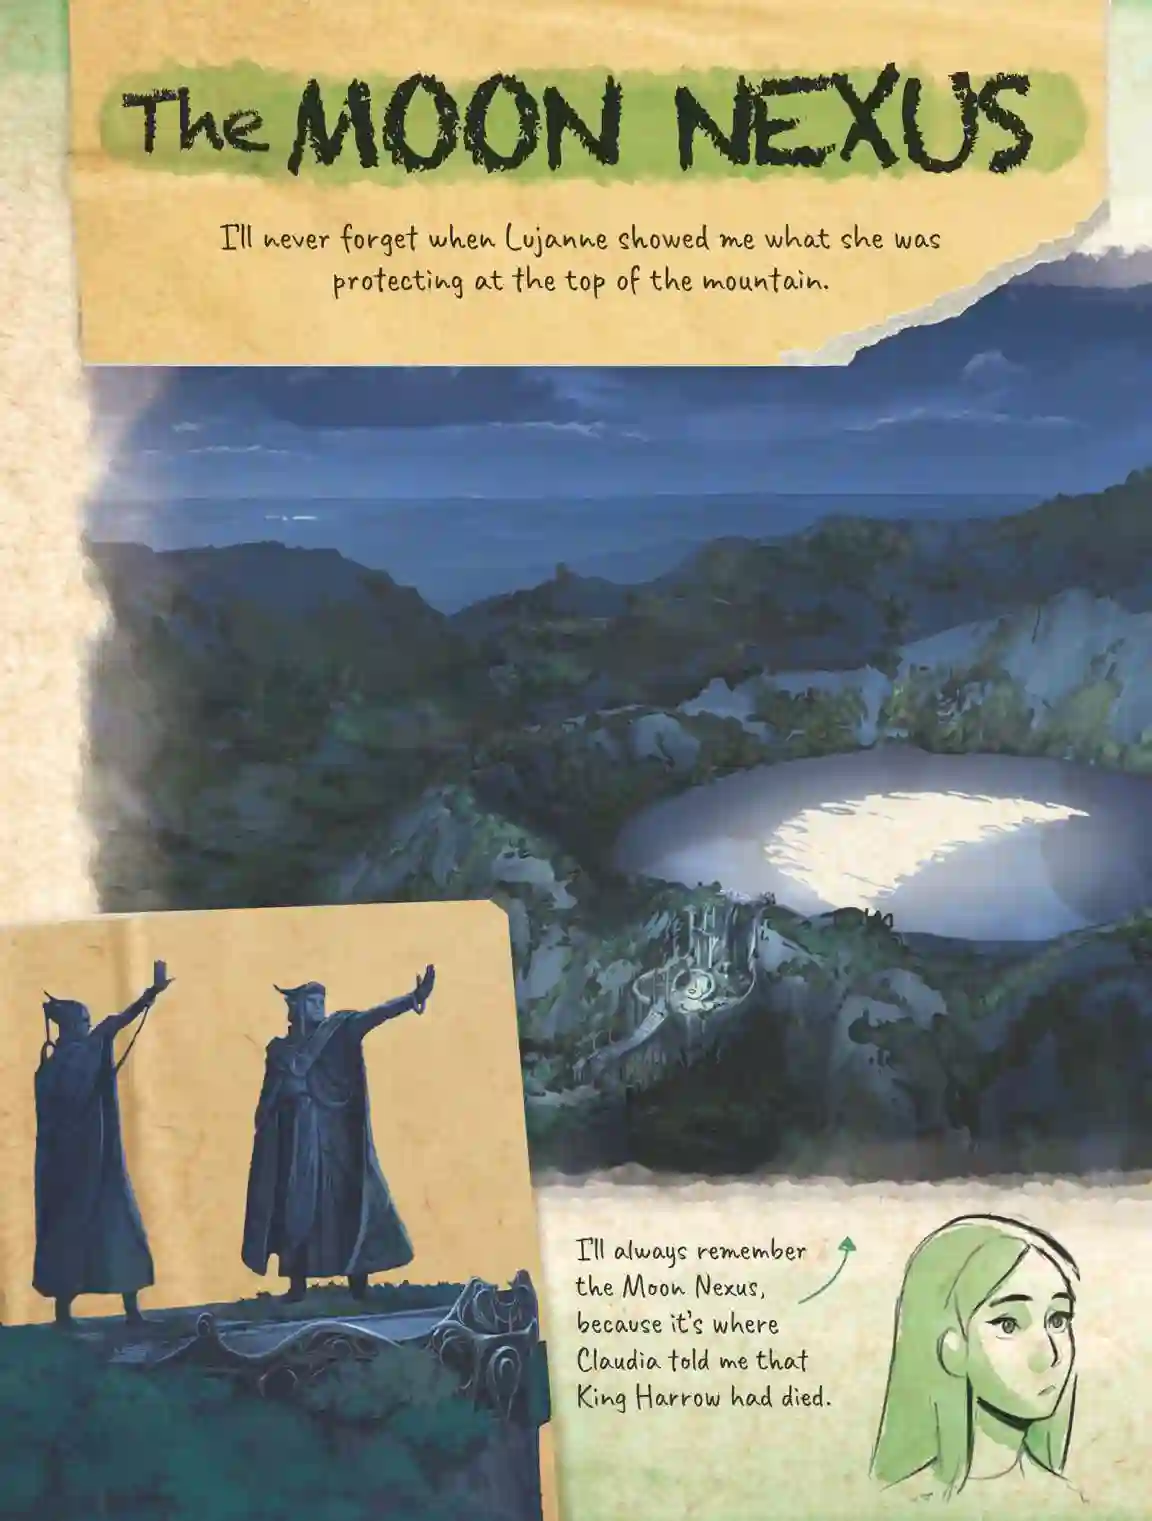 The MOON NEXUS
I'll never forget when Lujanne showed me what she was
protecting at the top of the mountain.
I'll always remember
the Moon Nexus,
because it's where
Claudia told me that
King Harrow had died.